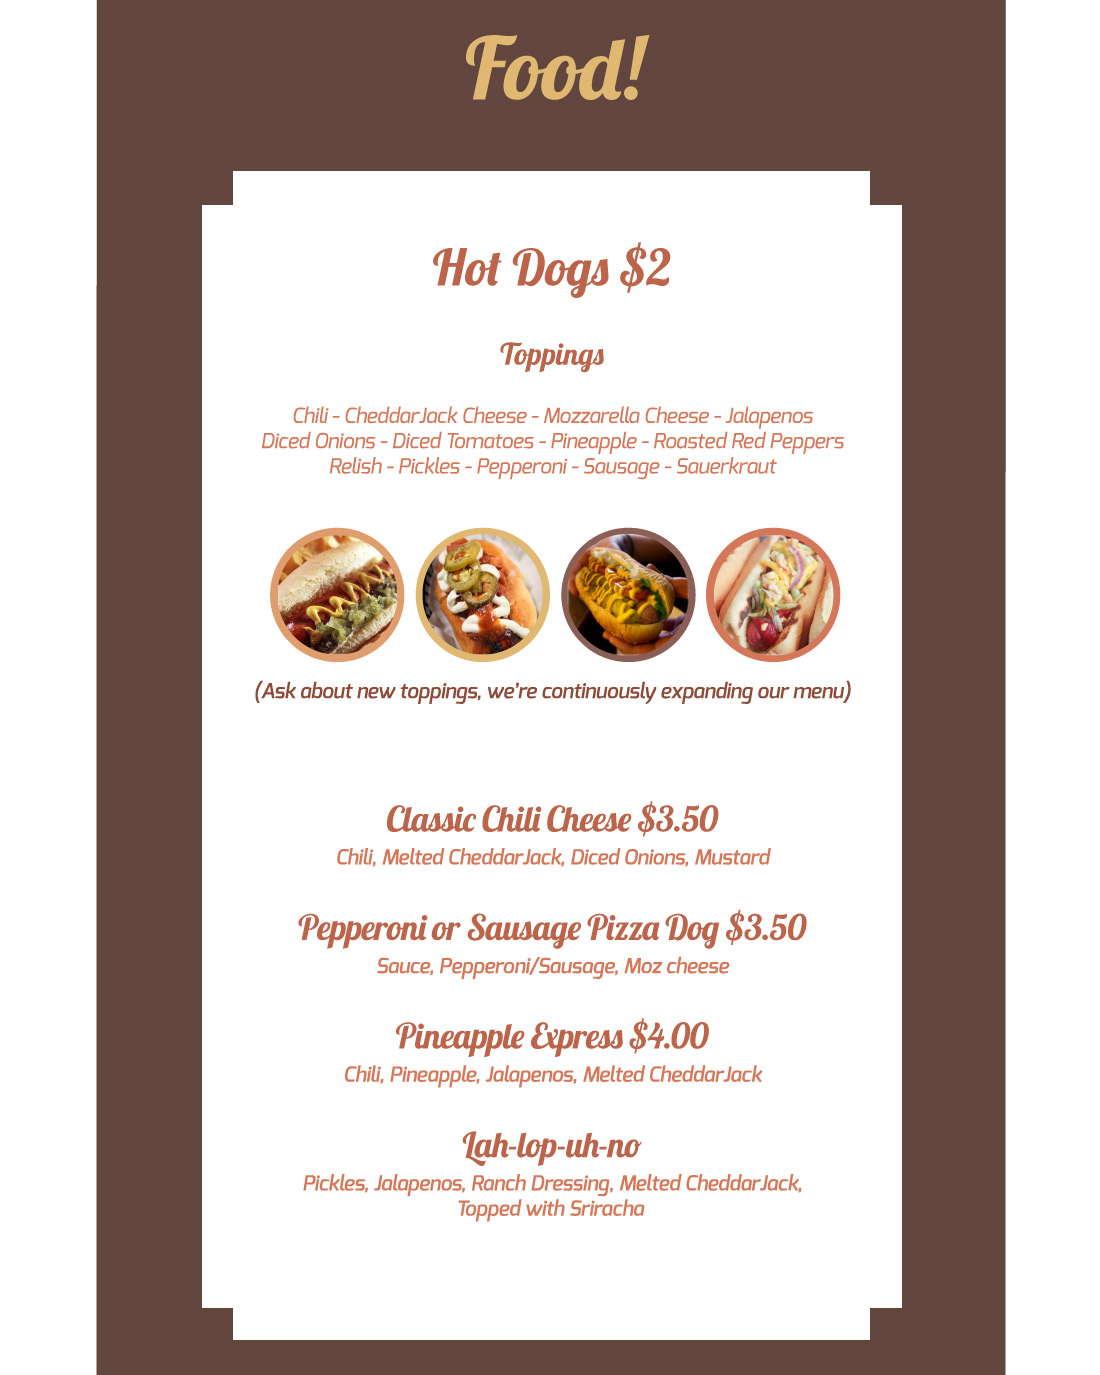 Food!
Hot Dogs $2
Toppings
Chili - CheddarJack Cheese - Mozzarella Cheese - Jalapenos
Diced Onions - Diced Tomatoes - Pineapple - Roasted Red Peppers
Relish - Pickles - Pepperoni - Sausage - Sauerkraut
(Ask about new toppings, we're continuously expanding our menu)
Classic Chili Cheese $3.50
Chili, Melted CheddarJack, Diced Onions, Mustard
Pepperoni or Sausage Pizza Dog $3.50
Sauce, Pepperoni/Sausage, Moz cheese
Pineapple Express $4.00
Chili, Pineapple, Jalapenos, Melted CheddarJack
Lah-lop-uh-no
Pickles, Jalapenos, Ranch Dressing, Melted CheddarJack,
Topped with Sriracha